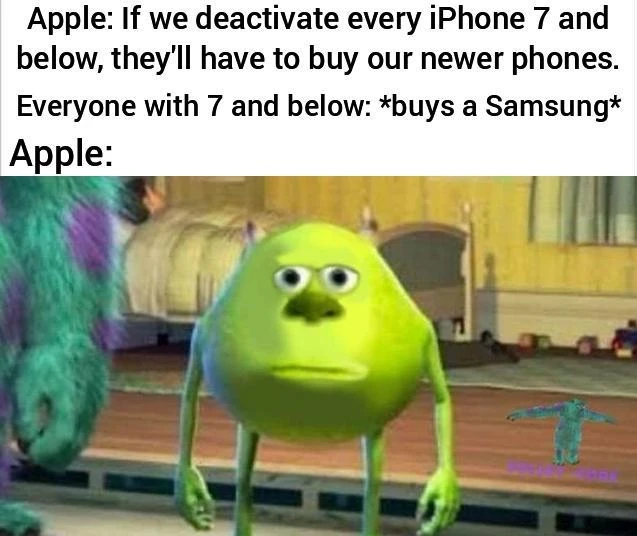 Apple: If we deactivate every iPhone 7 and
below, they'll have to buy our newer phones.
Everyone with 7 and below: *buys a Samsung*
Apple: